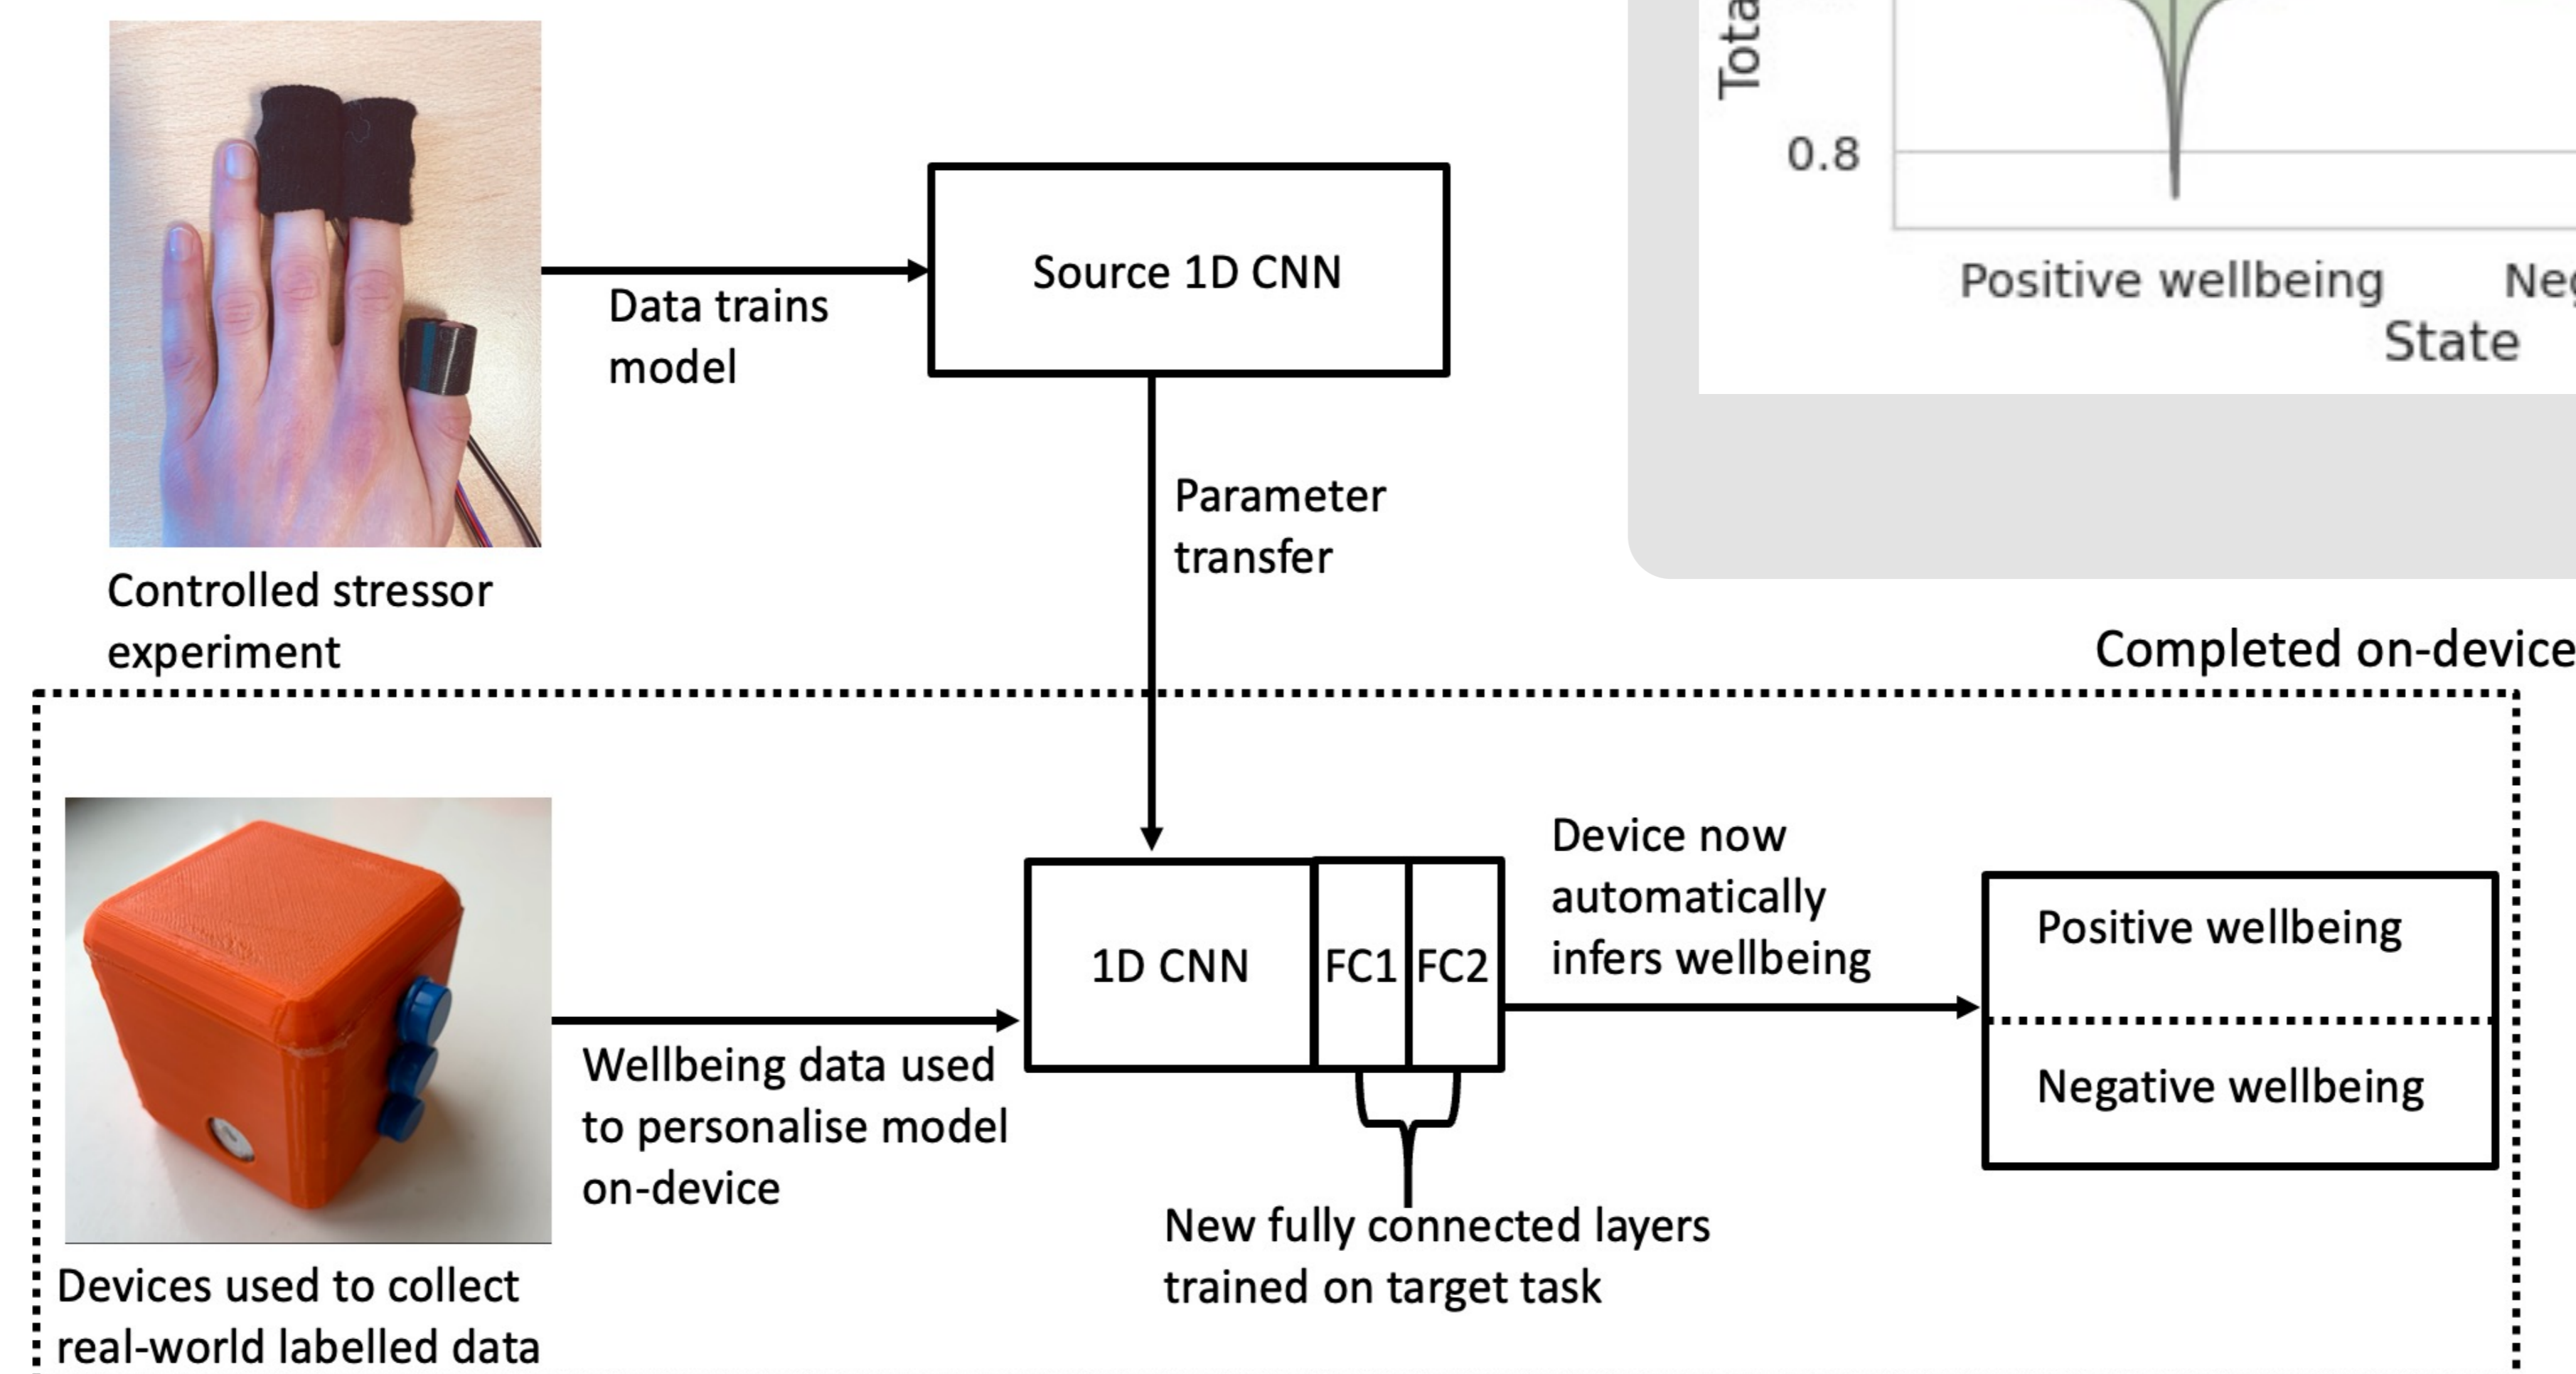 Tota
0.8
Positive wellbeing
State
Source 1D CNN
Data trains
model
Parameter
transfer
Controlled stressor
experiment
Completed on-device
Device now
automatically
infers wellbeing
1D CNN
FC1
FC2
Positive wellbeing
Negative wellbeing
Wellbeing data used
to personalise model
on-device
New fully connected layers
trained on target task
Devices used to collect
real-world labelled data